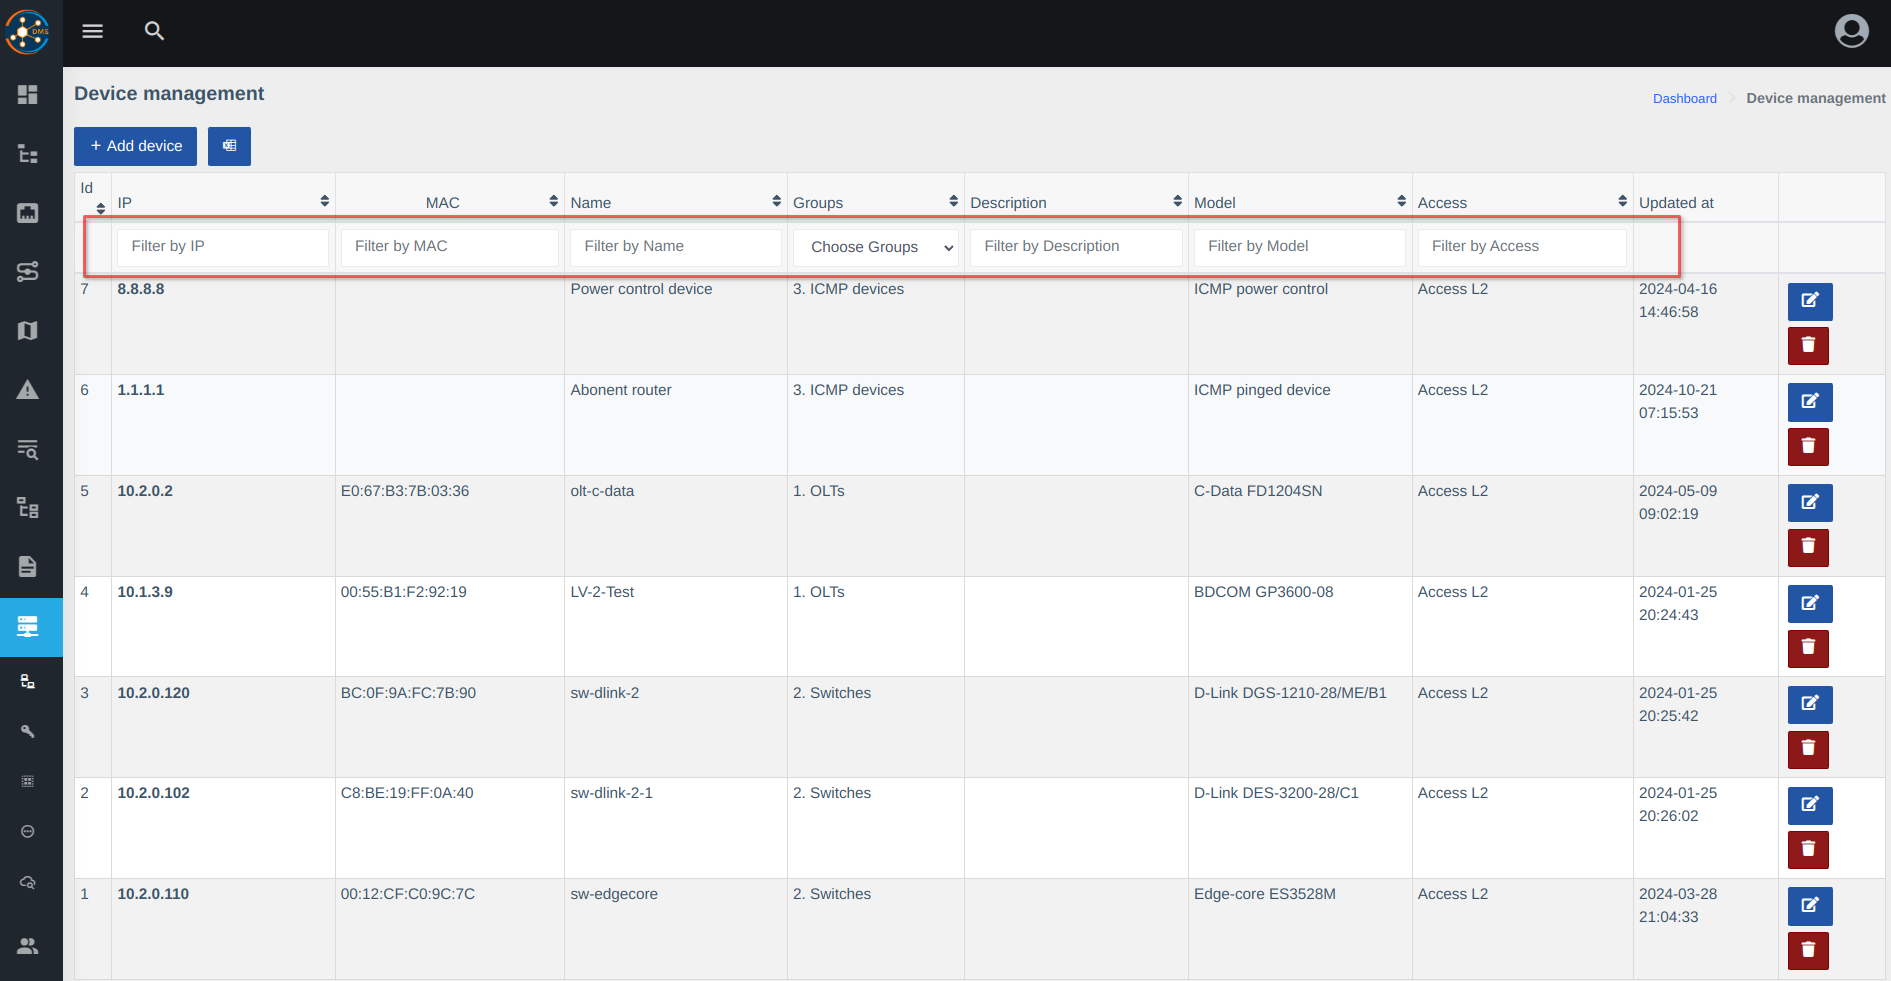 DMS
Device management
Dashboard Device management
+ Add device
Id IP MAC Name Groups Description Model Access Updated at
Filter by IP Filter by MAC Filter by Name Choose Groups Filter by Description Filter by Model Filter by Access
7 8.8.8.8 Power control device 3. ICMP devices ICMP power control Access L2 2024-04-16
14:46:58
6 1.1.1.1 Abonent router 3. ICMP devices ICMP pinged device Access L2 2024-10-21
07:15:53
5 10.2.0.2 E0:67:B3:7B:03:36 olt-c-data 1. OLTs C-Data FD1204SN Access L2 2024-05-09
09:02:19
4 10.1.3.9 00:55:B1:F2:92:19 LV-2-Test 1. OLTs BDCOM GP3600-08 Access L2 2024-01-25
20:24:43
3 10.2.0.120 BC:0F:9A:FC:7B:90 sw-dlink-2 2. Switches D-Link DGS-1210-28/ME/B1 Access L2 2024-01-25
20:25:42
2 10.2.0.102 C8:BE:19:FF:0A:40 sw-dlink-2-1 2. Switches D-Link DES-3200-28/C1 Access L2 2024-01-25
20:26:02
1 10.2.0.110 00:12:CF:C0:9C:7C sw-edgecore 2. Switches Edge-core ES3528M Access L2 2024-03-28
21:04:33